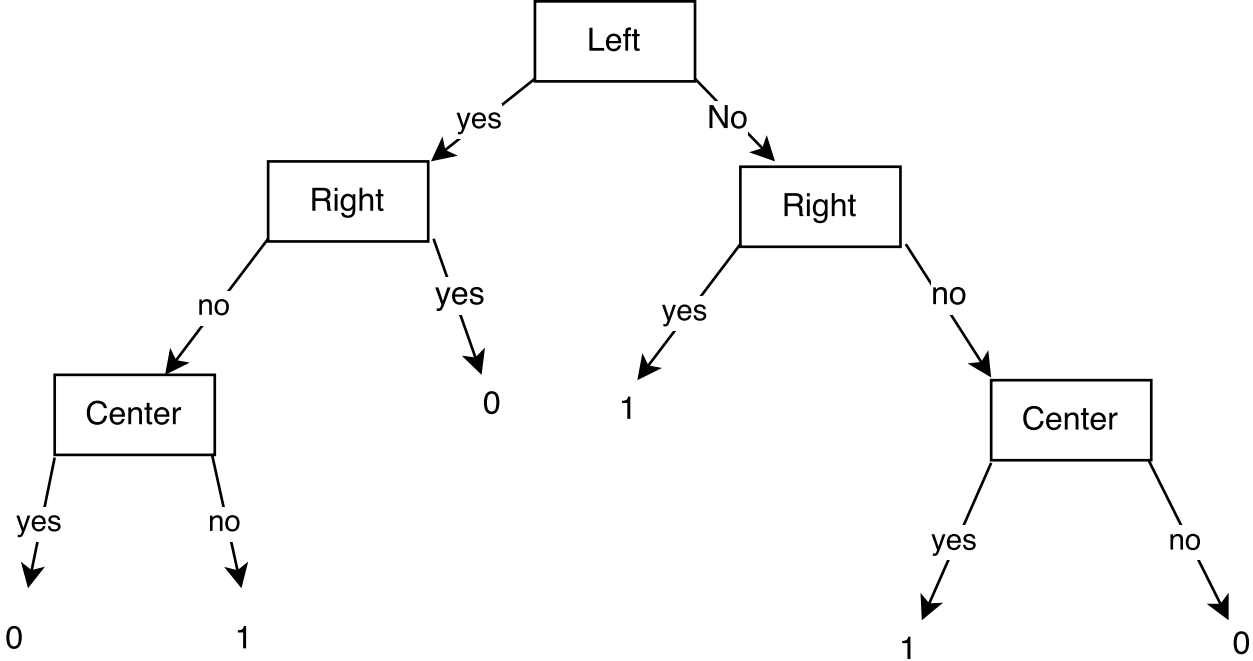 Left
yes
No
Right
Right
no
yes
yes
no
Center
0
1
Center
yes
no
yes
no
0
1
1
0